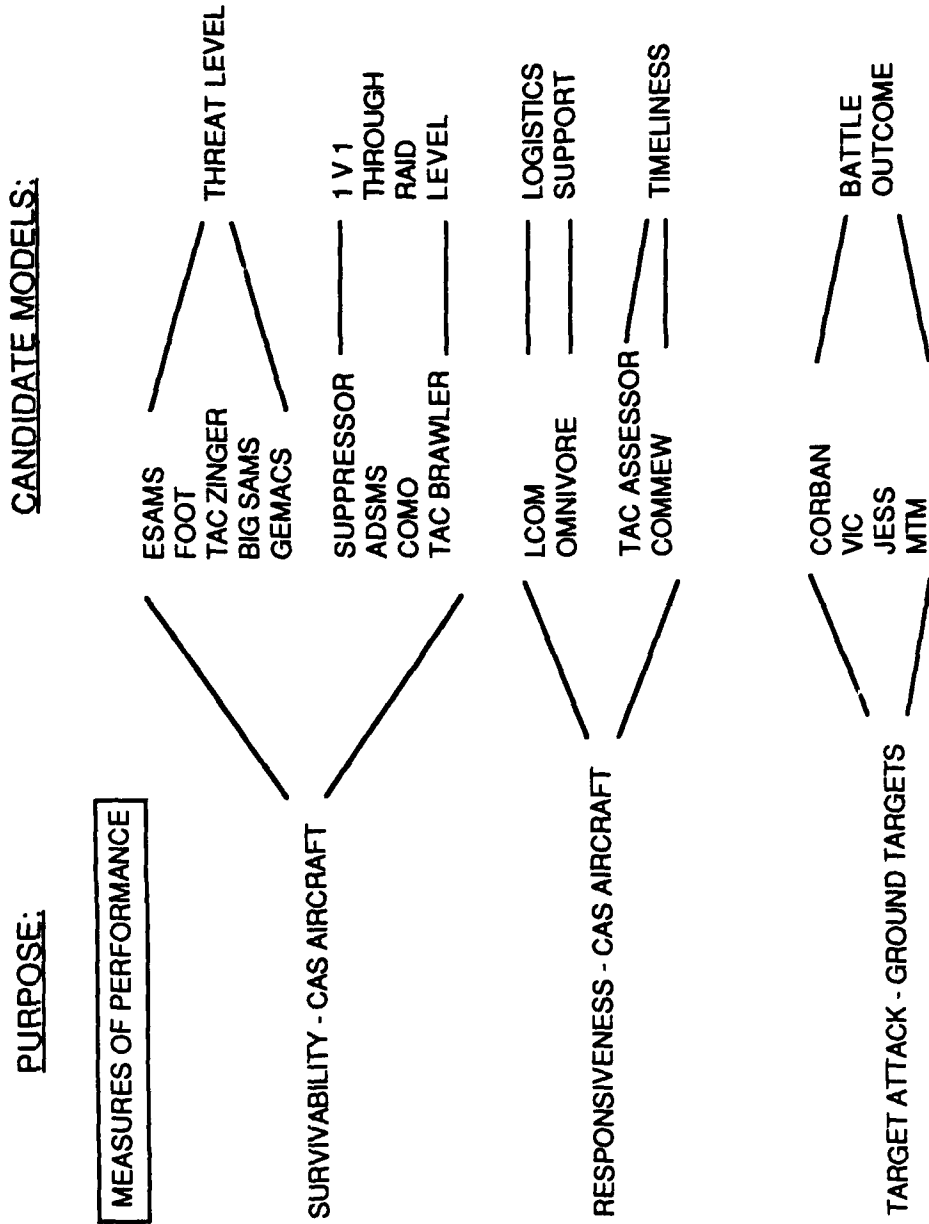 PURPOSE:
CANDIDATE MODELS:
MEASURES OF PERFORMANCE
SURVIVABILITY - CAS AIRCRAFT
ESAMS
FOOT
TAC ZINGER
BIG SAMS
GEMACS
THREAT LEVEL
SUPPRESSOR
ADSMS
COMO
TAC BRAWLER
1 V 1
THROUGH
RAID
LEVEL
RESPONSIVENESS - CAS AIRCRAFT
LCOM
OMNIVORE
LOGISTICS
SUPPORT
TAC ASSESSOR
COMMEW
TIMELINESS
TARGET ATTACK - GROUND TARGETS
CORBAN
VIC
JESS
MTM
BATTLE
OUTCOME